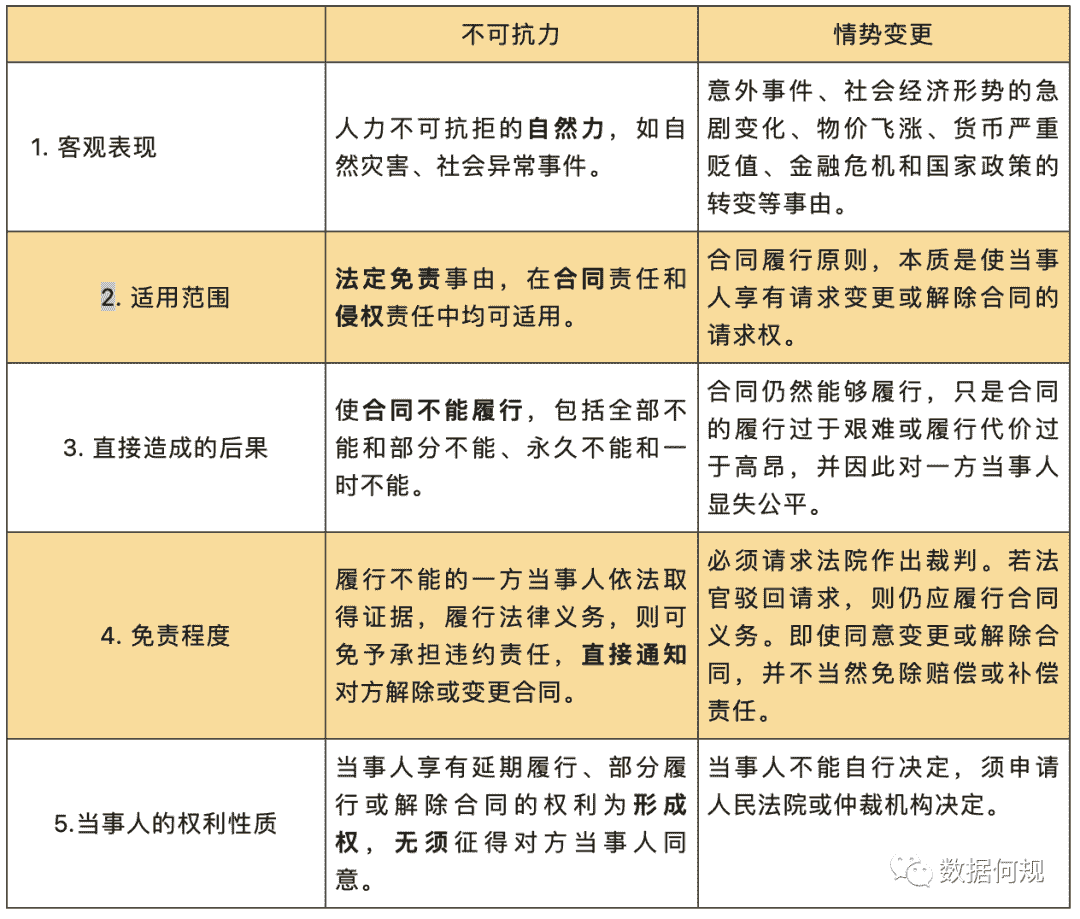 不可抗力
情势变更
1. 客观表现
人力不可抗拒的自然力，如自
然灾害、社会异常事件。
意外事件、社会经济形势的急
剧变化、物价飞涨、货币严重
贬值、金融危机和国家政策的
转变等事由。
2. 适用范围
法定免责事由，在合同责任和
侵权责任中均可适用。
合同履行原则，本质是使当事
人享有请求变更或解除合同的
请求权。
3. 直接造成的后果
使合同不能履行，包括全部不
能和部分不能、永久不能和一
时不能。
合同仍然能够履行，只是合同
的履行过于艰难或履行代价过
于高昂，并因此对一方当事人
显失公平。
4. 免责程度
履行不能的一方当事人依法取
得证据，履行法律义务，则可
免予承担违约责任，直接通知
对方解除或变更合同。
必须请求法院作出裁判。若法
官驳回请求，则仍应履行合同
义务。即使同意变更或解除合
同，并不当然免除赔偿或补偿
责任。
5.当事人的权利性质
当事人享有延期履行、部分履
行或解除合同的权利为形成
权，无须征得对方当事人同
意。
当事人不能自行决定，须申请
人民法院或仲裁机构决定。
数据何规